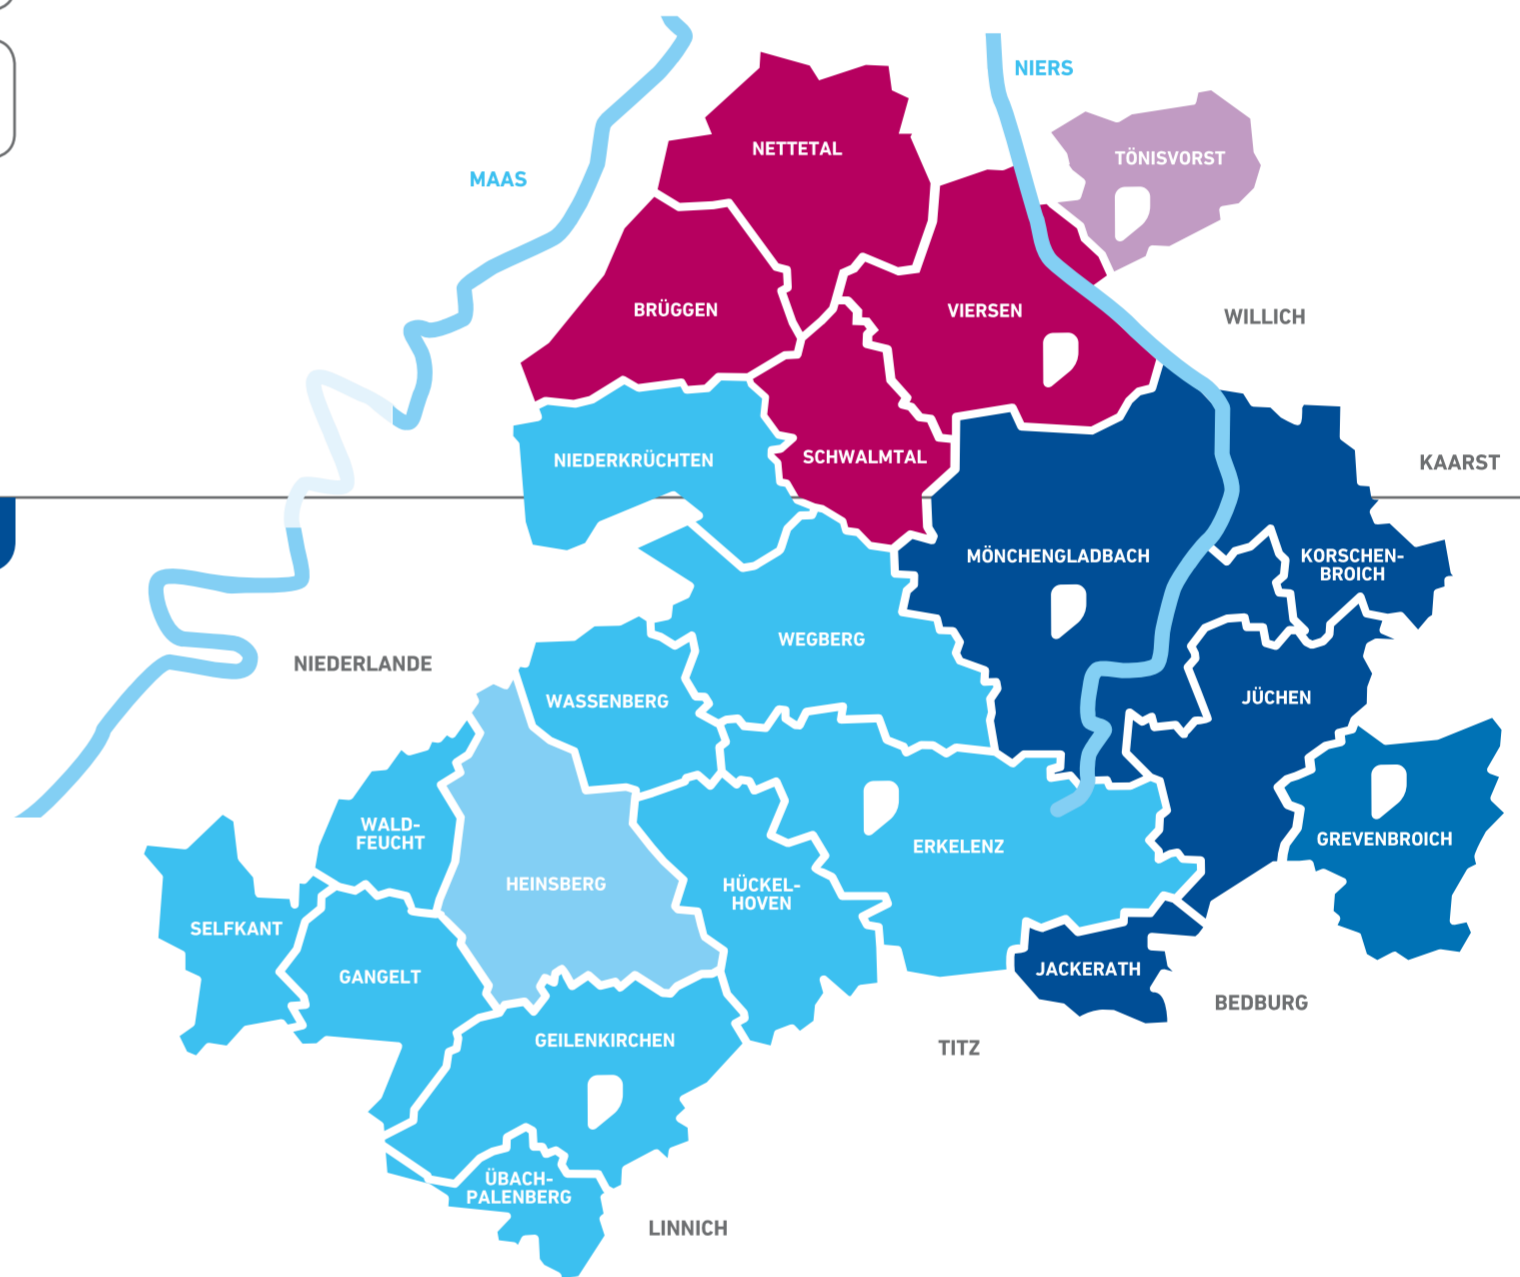 NIERS
NETTETAL
TÖNISVORST
MAAS
BRÜGGEN
VIERSEN
WILLICH
NIEDERKRÜCHTEN
SCHWALMTAL
KAARST
MÖNCHENGLADBACH
KORSCHEN-
BROICH
WEGBERG
NIEDERLANDE
WASSENBERG
JÜCHEN
WALD-
FEUCHT
GREVENBROICH
ERKELENZ
HEINSBERG
HÜCKEL-
HOVEN
SELFKANT
GANGELT
JACKERATH
BEDBURG
GEILENKIRCHEN
TITZ
ÜBACH-
PALENBERG
LINNICH